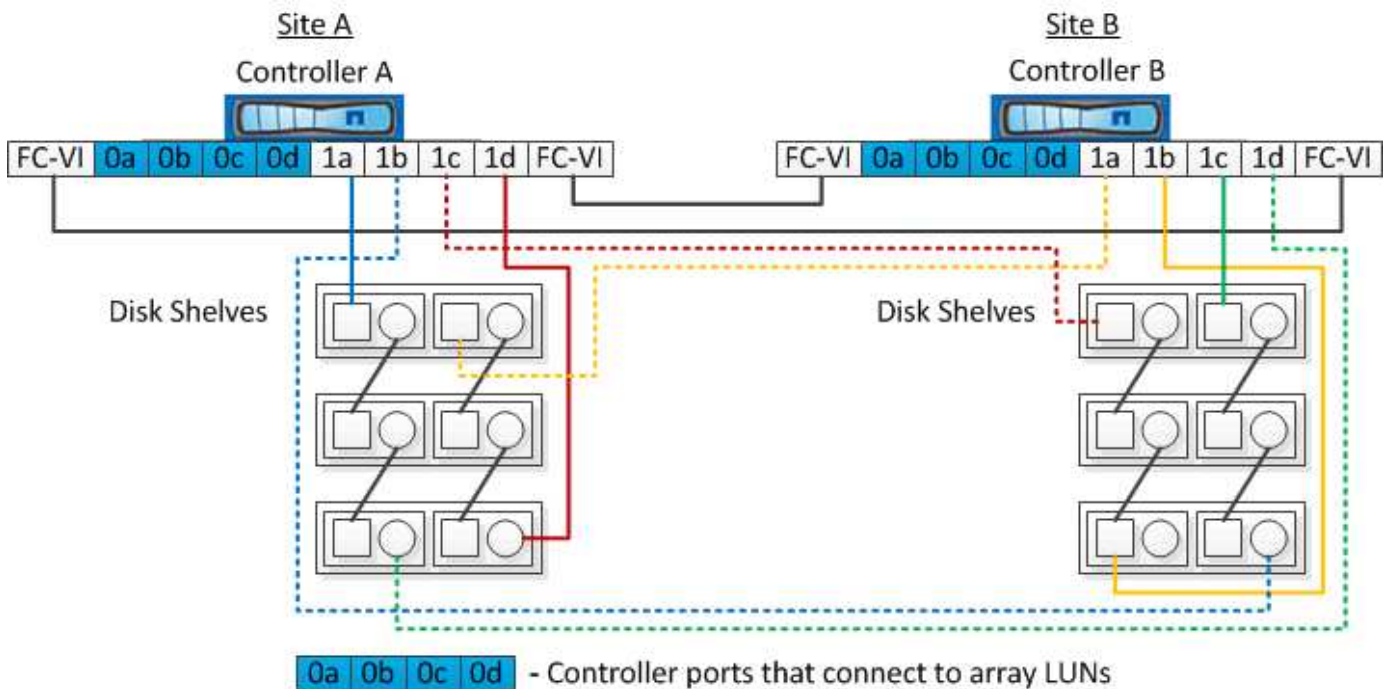 Site A
Site B
Controller A
Controller B
FC-VI 0a 0b 0c 0d 1a 1b 1c 1d FC-VI
FC-VI 0a 0b 0c 0d 1a 1b 1c 1d FC-VI
Disk Shelves
Disk Shelves
0a 0b 0c 0d - Controller ports that connect to array LUNs